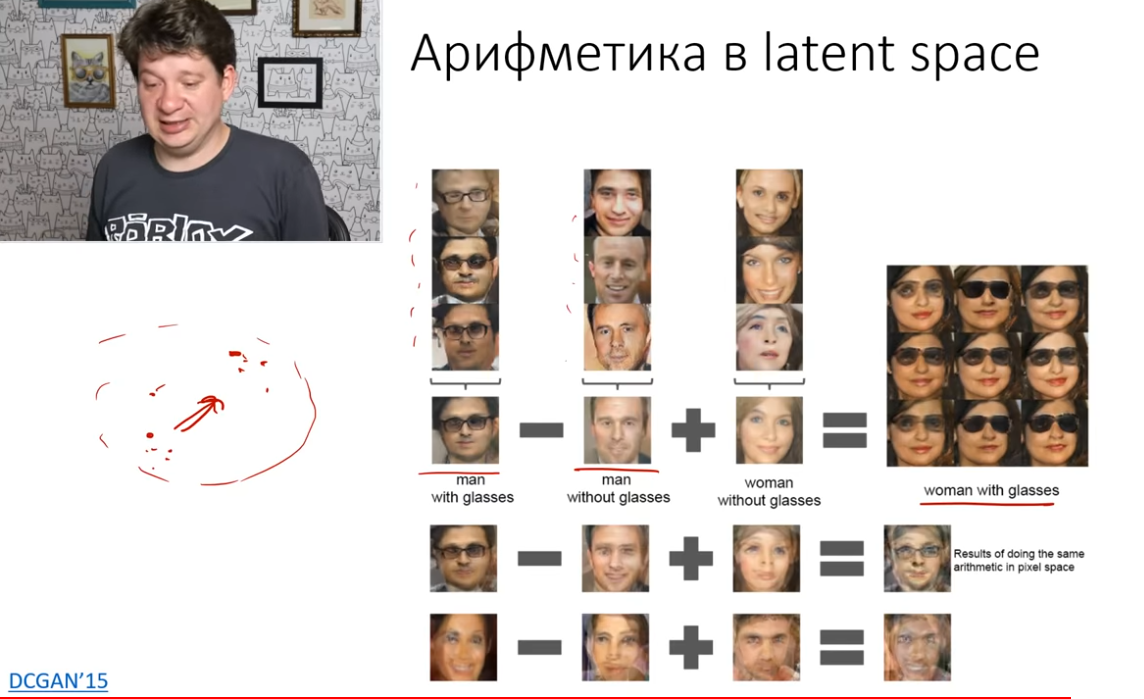 Арифметика в latent space
RŌBLOX
man
with glasses
man
without glasses
woman
without glasses
woman with glasses
Results of doing the same
arithmetic in pixel space
DCGAN'15